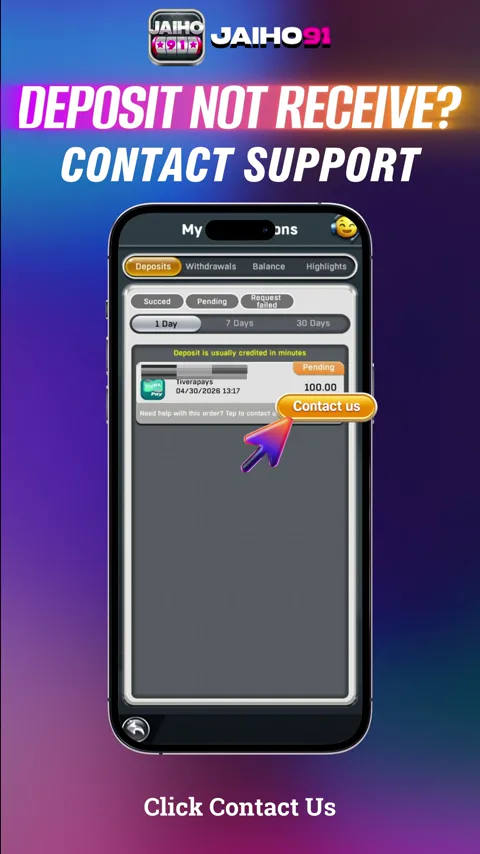 JAIHO
91
JAIHO91
DEPOSIT NOT RECEIVE?
CONTACT SUPPORT
My ons
Deposits Withdrawals Balance Highlights
Succed Pending Request failed
1 Day 7 Days 30 Days
Deposit is usually credited in minutes
Pending
Tiverapays
04/30/2026 13:17
100.00
Pay
Need help with this order? Tap to contact u
Contact us
Click Contact Us